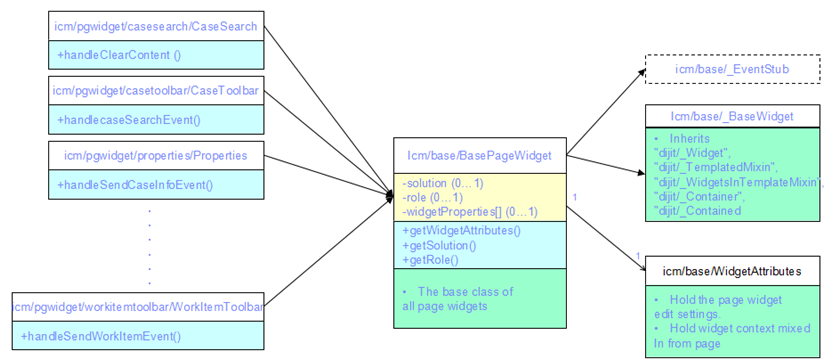 icm/pgwidget/casesearch/CaseSearch
+handleClearContent ()
icm/pgwidget/casetoolbar/CaseToolbar
+handlecaseSearchEvent()
icm/pgwidget/properties/Properties
+handleSendCaseInfoEvent()
icm/pgwidget/workitemtoolbar/WorkItemToolbar
+handleSendWorkItemEvent()
Icm/base/BasePageWidget
-solution (0...1)
-role (0...1)
-widgetProperties[] (0...1)
+getWidgetAttributes()
+getSolution()
+getRole()
• The base class of
all page widgets
1
1
icm/base/_EventStub
Icm/base/_BaseWidget
• Inherits
"dijit/_Widget",
"dijit/_TemplatedMixin",
"dijit/_WidgetsInTemplateMixin",
"dijit/_Container",
"dijit/_Contained
icm/base/WidgetAttributes
• Hold the page widget
edit settings.
• Hold widget context mixed
In from page